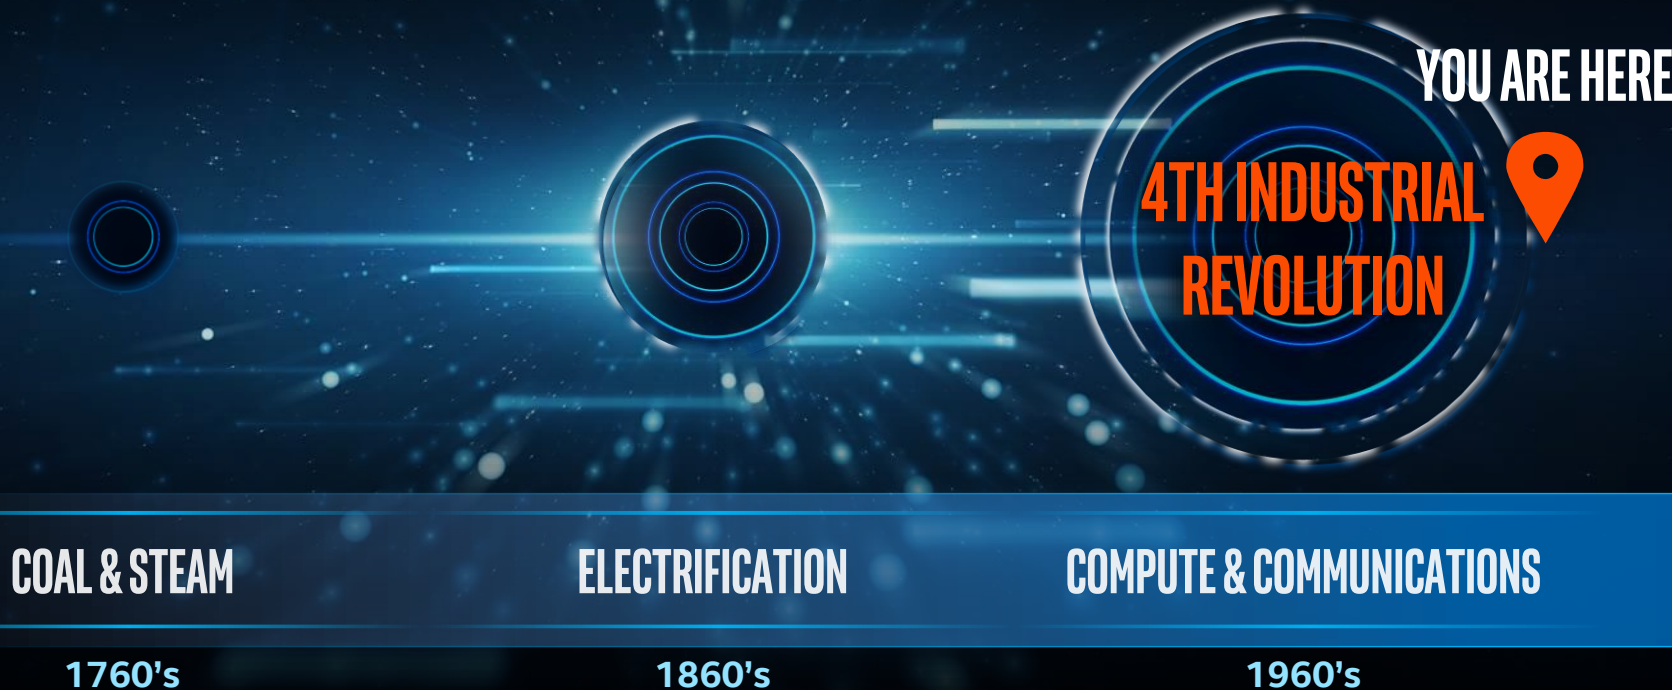 YOU ARE HERE
4TH INDUSTRIAL
REVOLUTION
COAL & STEAM
ELECTRIFICATION
COMPUTE & COMMUNICATIONS
1760’s
1860’s
1960’s